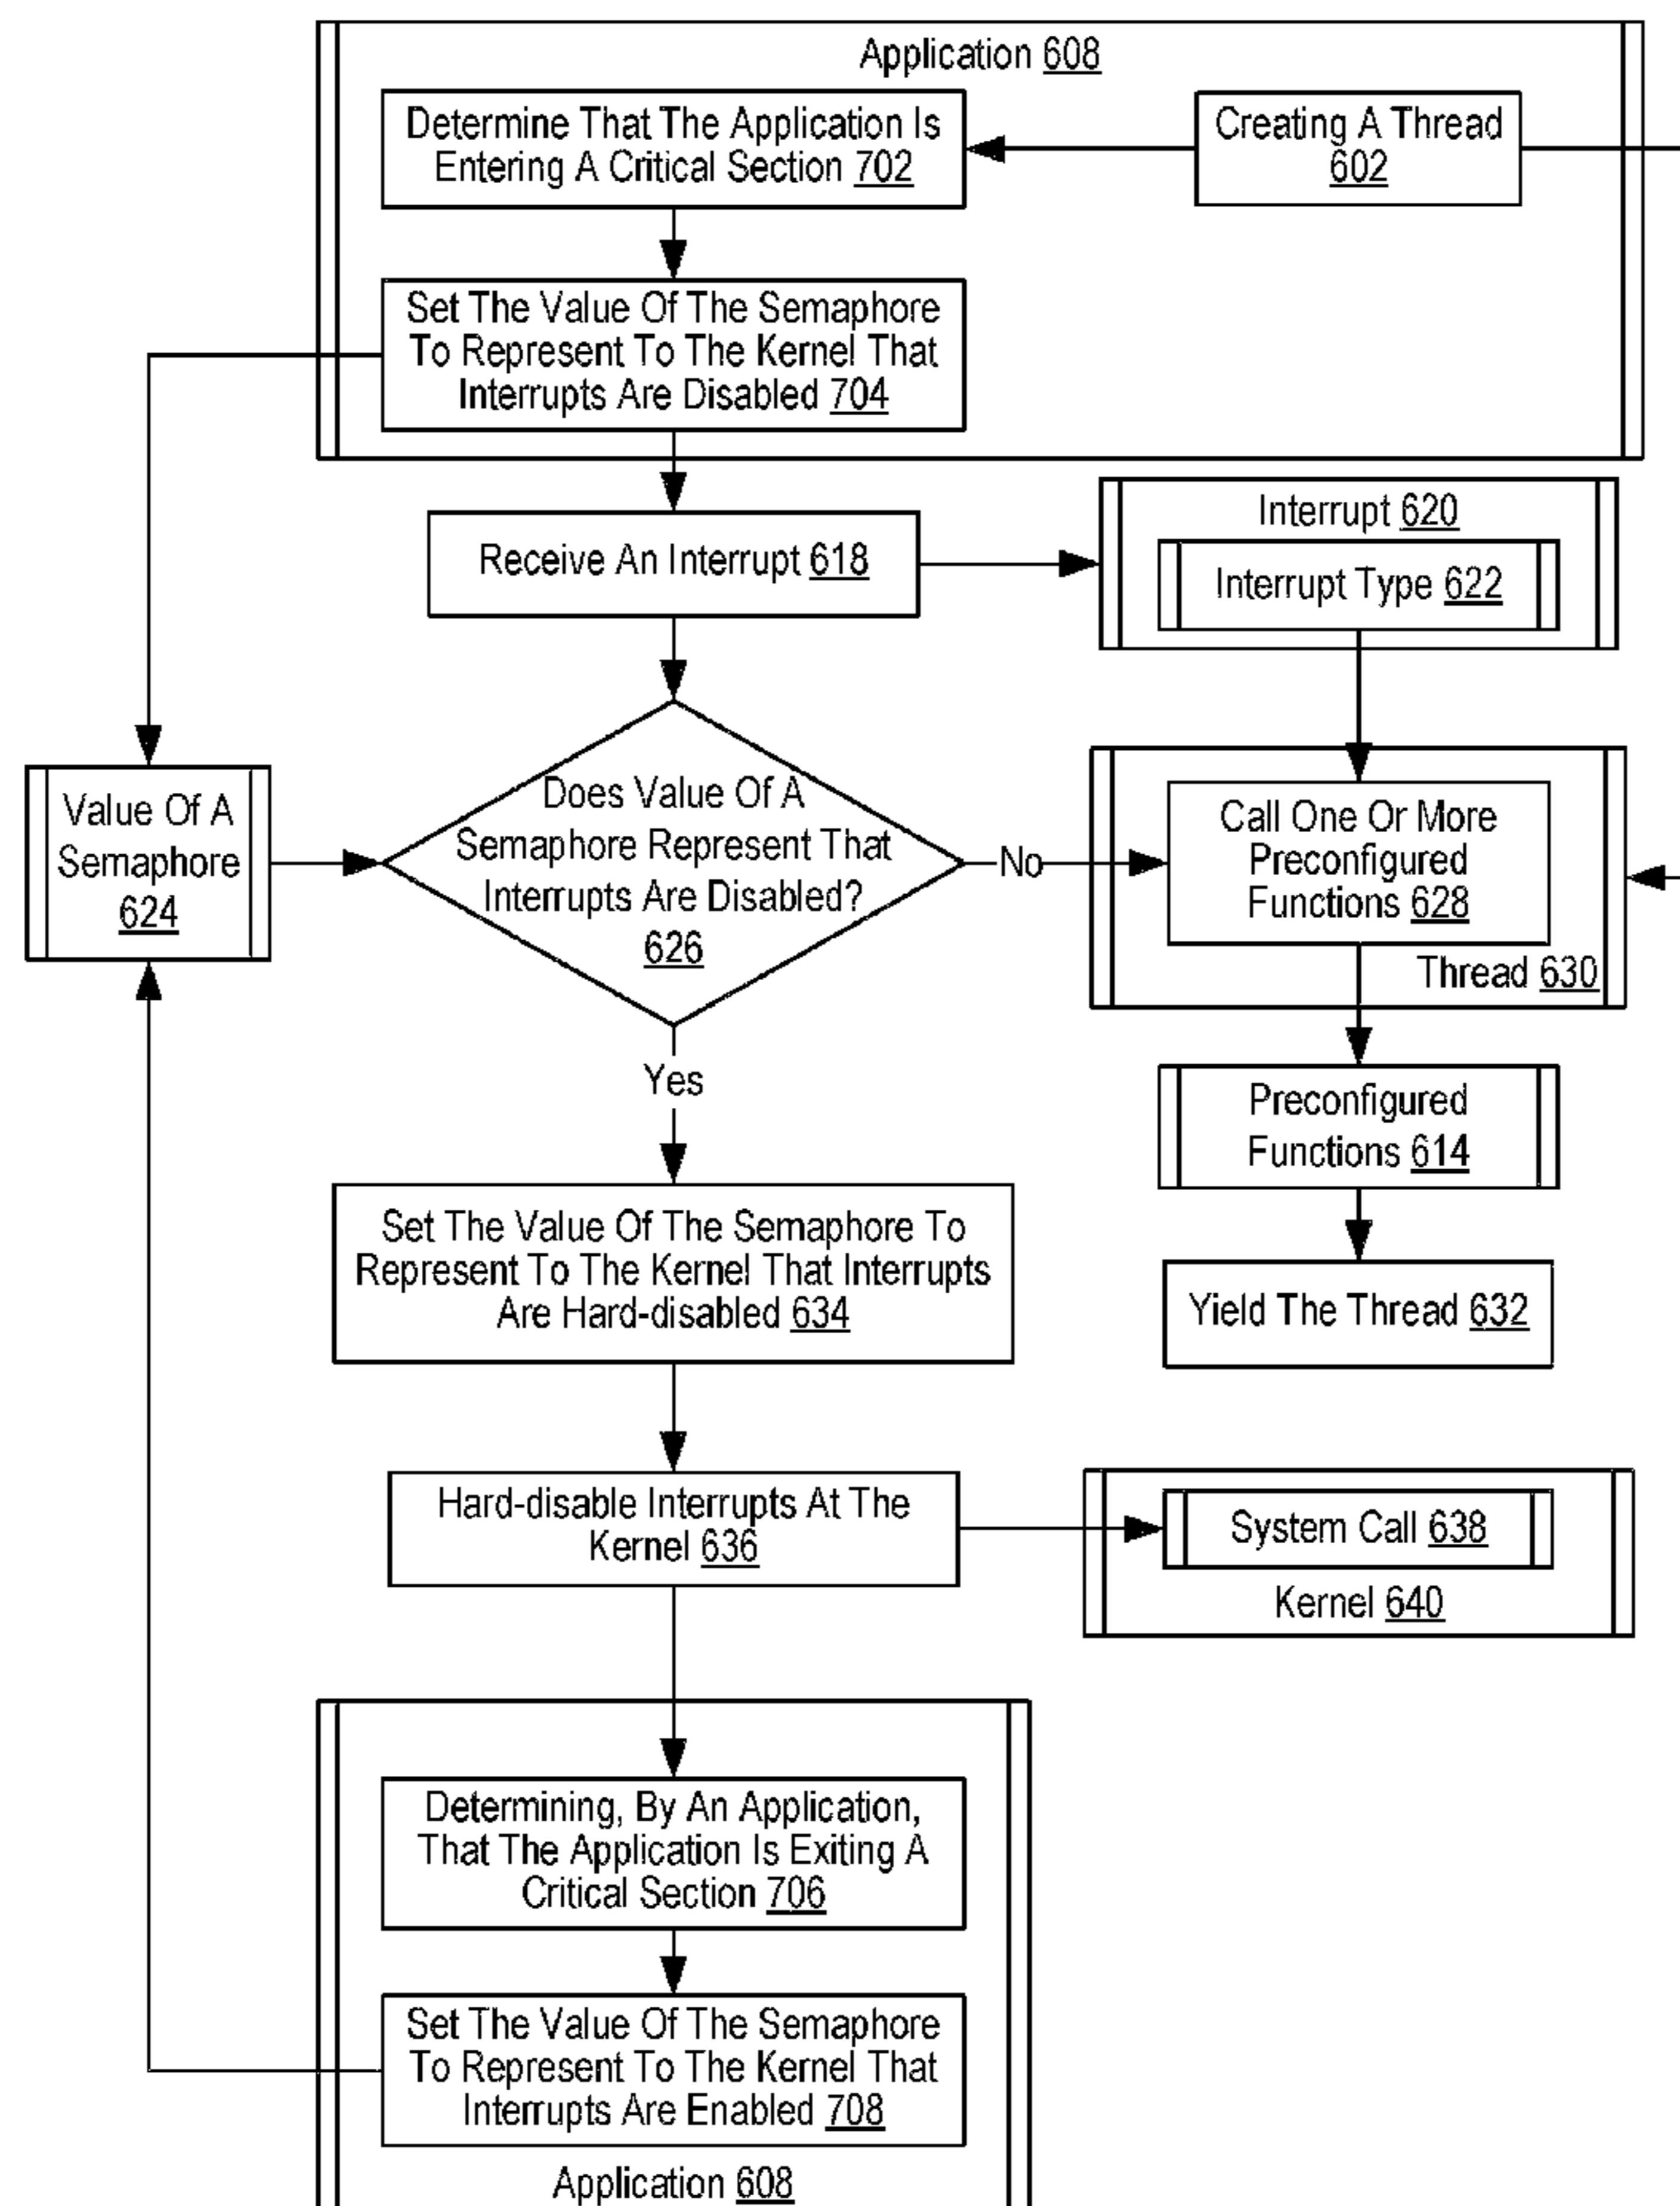 Application 608
Determine That The Application Is
Entering A Critical Section 702
Creating A Thread
602
Set The Value Of The Semaphore
To Represent To The Kernel That
Interrupts Are Disabled 704
Receive An Interrupt 618
Interrupt 620
Interrupt Type 622
Value Of A
Semaphore
624
Does Value Of A
Semaphore Represent That
Interrupts Are Disabled?
626
No
Call One Or More
Preconfigured
Functions 628
Thread 630
Yes
Preconfigured
Functions 614
Set The Value Of The Semaphore To
Represent To The Kernel That Interrupts
Are Hard-disabled 634
Yield The Thread 632
Hard-disable Interrupts At The
Kernel 636
System Call 638
Kernel 640
Determining, By An Application,
That The Application Is Exiting A
Critical Section 706
Set The Value Of The Semaphore
To Represent To The Kernel That
Interrupts Are Enabled 708
Application 608